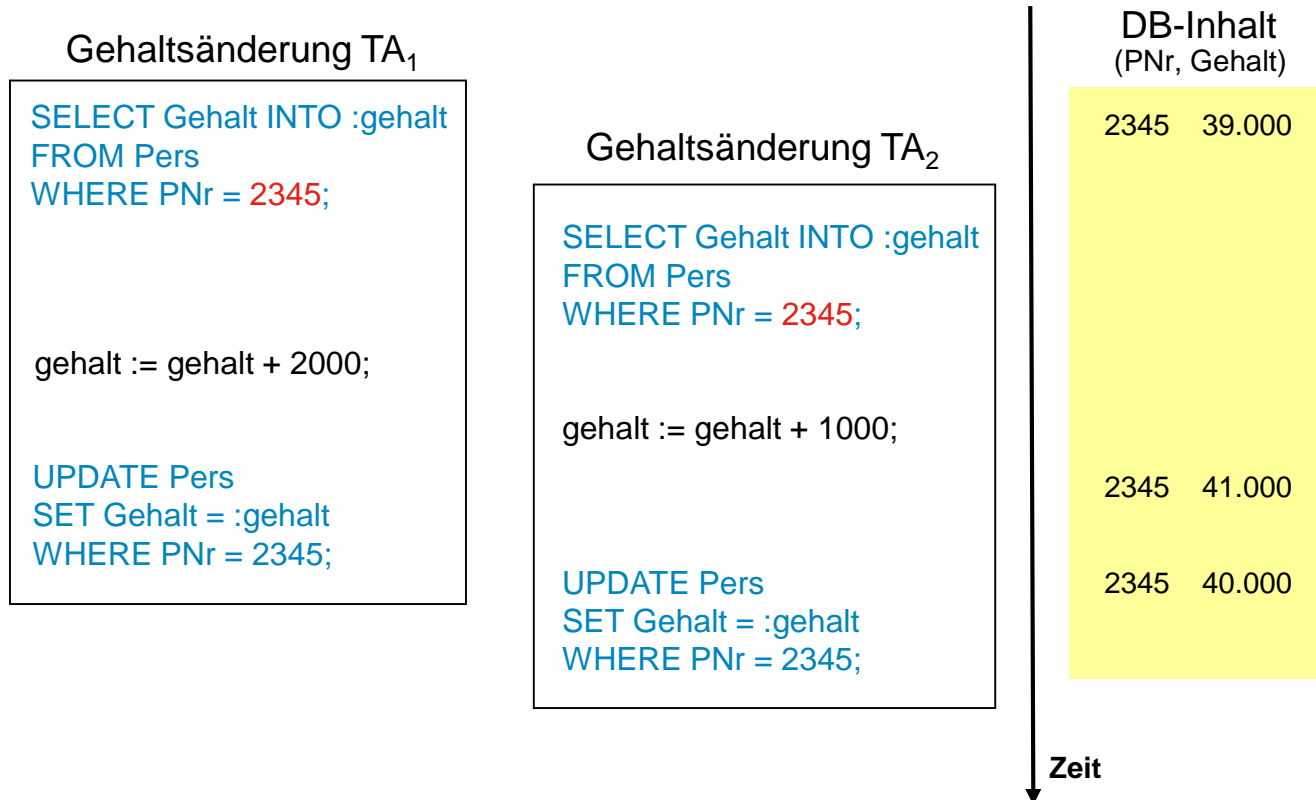 Gehaltsänderung TA₁
SELECT Gehalt INTO :gehalt
FROM Pers
WHERE PNr = 2345;
gehalt := gehalt + 2000;
UPDATE Pers
SET Gehalt = :gehalt
WHERE PNr = 2345;
Gehaltsänderung TA₂
SELECT Gehalt INTO :gehalt
FROM Pers
WHERE PNr = 2345;
gehalt := gehalt + 1000;
UPDATE Pers
SET Gehalt = :gehalt
WHERE PNr = 2345;
DB-Inhalt
(PNr, Gehalt)
2345 39.000
2345 41.000
2345 40.000
Zeit